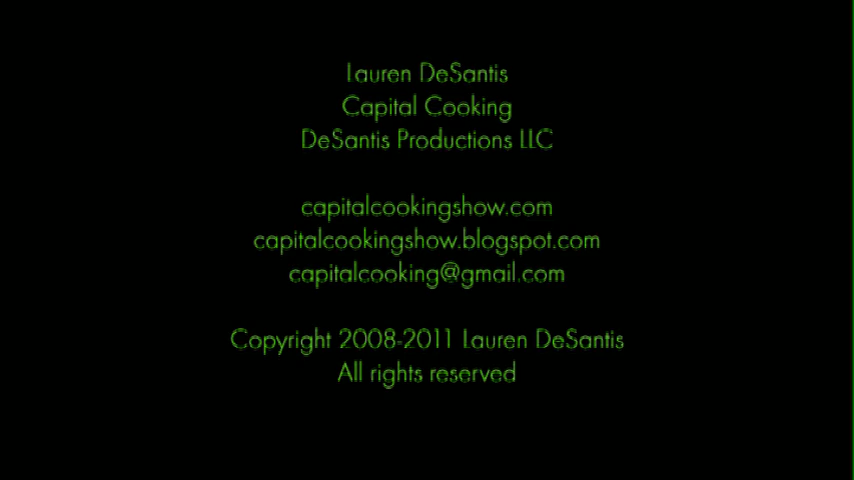 Lauren DeSantis
Capital Cooking
DeSantis Productions LLC
capitalcookingshow.com
capitalcookingshow.blogspot.com
capitalcooking@gmail.com
Copyright 2008-2011 Lauren DeSantis
All rights reserved